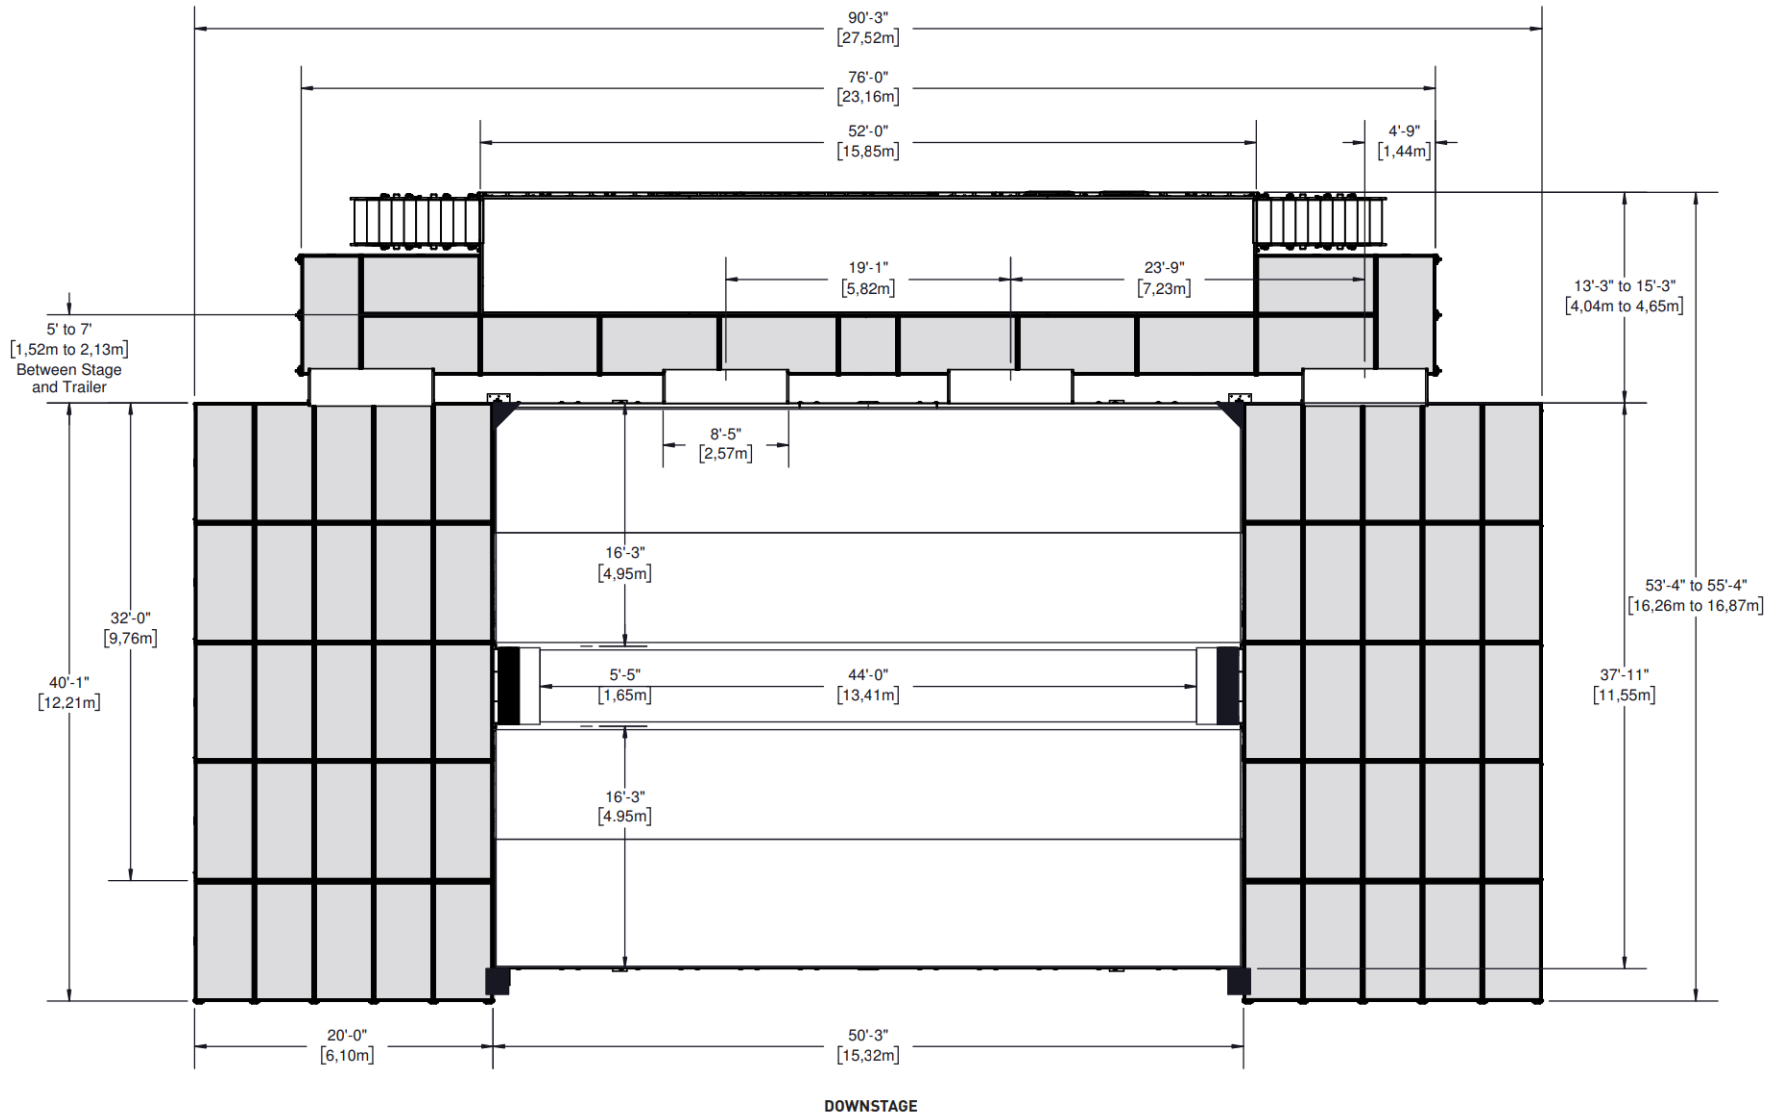 90'-3"
[27,52m]
76'-0"
[23,16m]
52'-0"
[15,85m]
4'-9"
[1,44m]
19'-1"
[5,82m]
23'-9"
[7,23m]
13'-3" to 15'-3"
[4,04m to 4,65m]
5' to 7'
[1,52m to 2,13m]
Between Stage
and Trailer
8'-5"
[2,57m]
16'-3"
[4,95m]
53'-4" to 55'-4"
[16,26m to 16,87m]
32'-0"
[9,76m]
40'-1"
[12,21m]
5'-5"
[1,65m]
44'-0"
[13,41m]
37'-11"
[11,55m]
16'-3"
[4.95m]
20'-0"
[6,10m]
50'-3"
[15,32m]
DOWNSTAGE